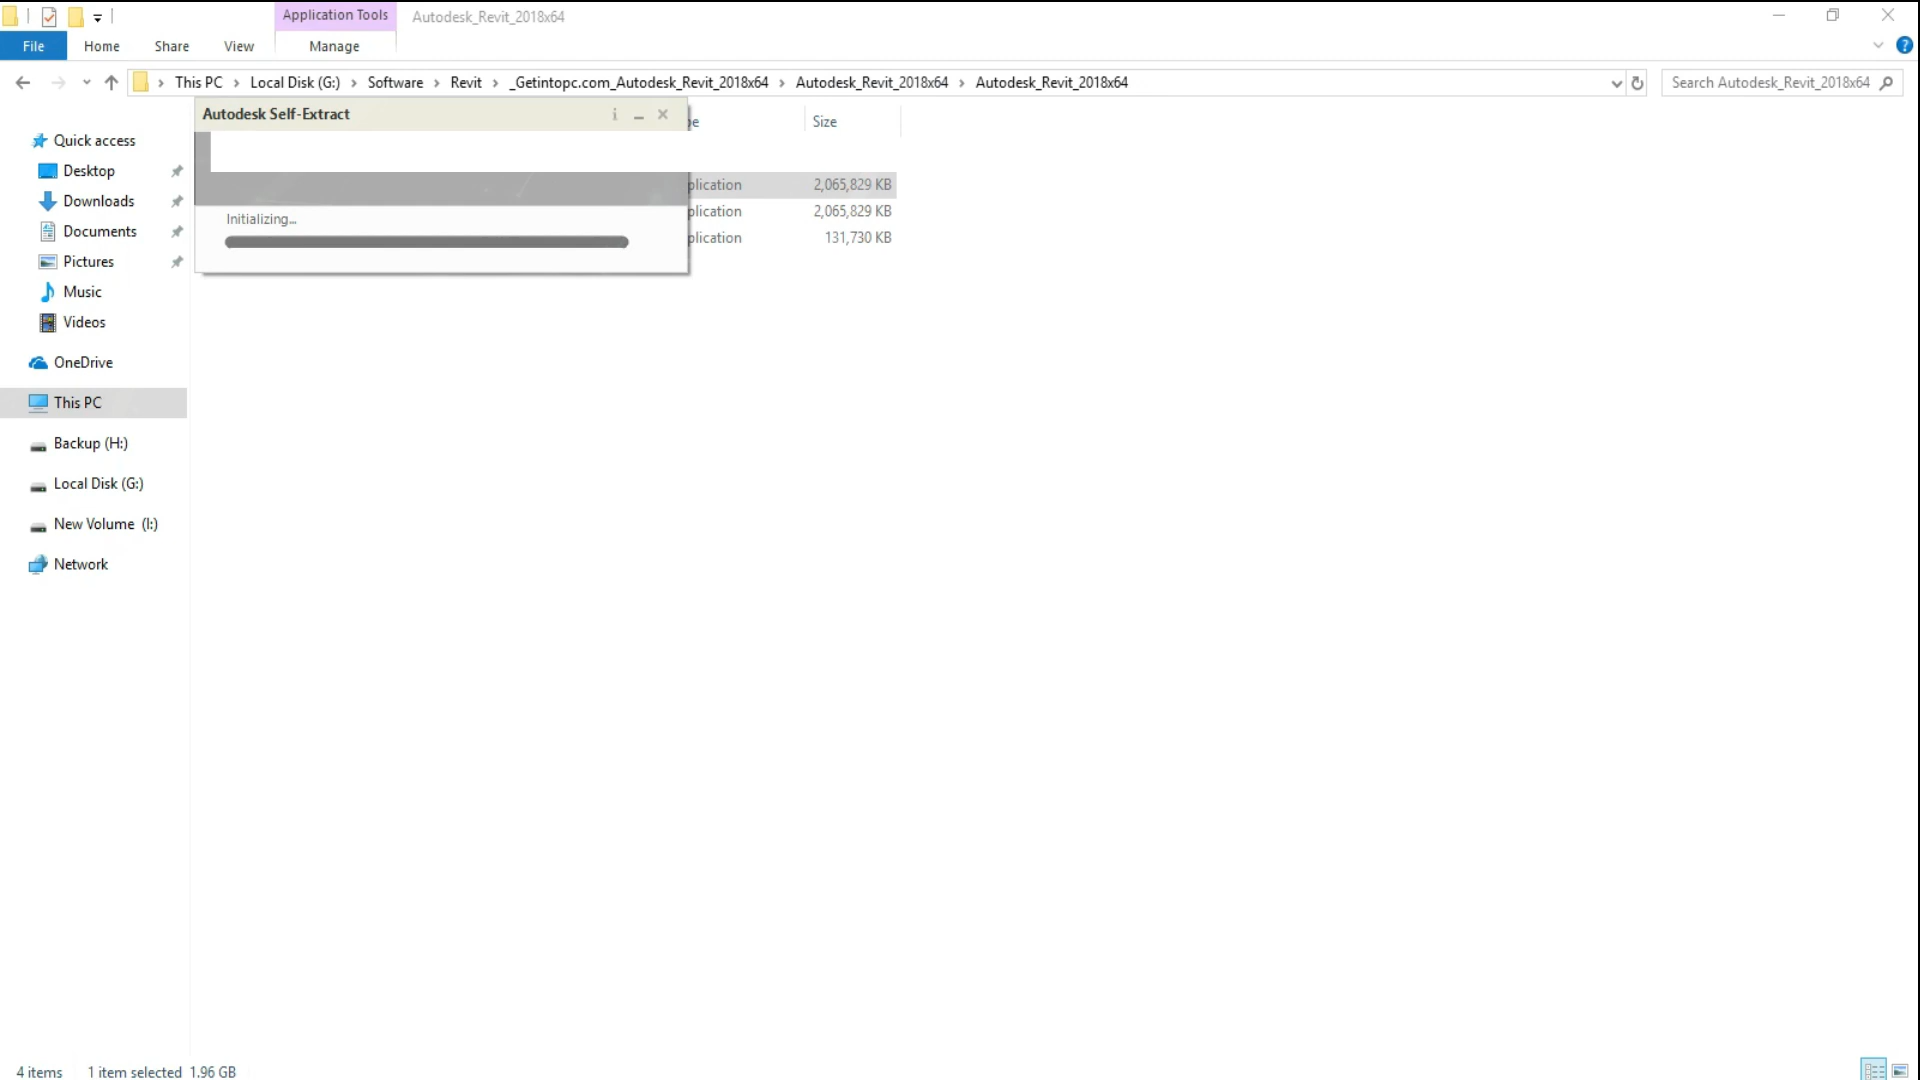 Application Tools
Autodesk_Revit_2018x64
File
Home
Share
View
Manage
This PC
Local Disk (G:)
Software
Revit
_Getintopc.com_Autodesk_Revit_2018x64
Autodesk_Revit_2018x64
Autodesk_Revit_2018x64
Search Autodesk_Revit_2018x64
Autodesk Self-Extract
pe
Size
Quick access
Desktop
plication
2,065,829 KB
Downloads
plication
2,065,829 KB
Initializing...
Documents
plication
131,730 KB
Pictures
Music
Videos
OneDrive
This PC
Backup (H:)
Local Disk (G:)
New Volume (I:)
Network
4 items
1 item selected 1.96 GB